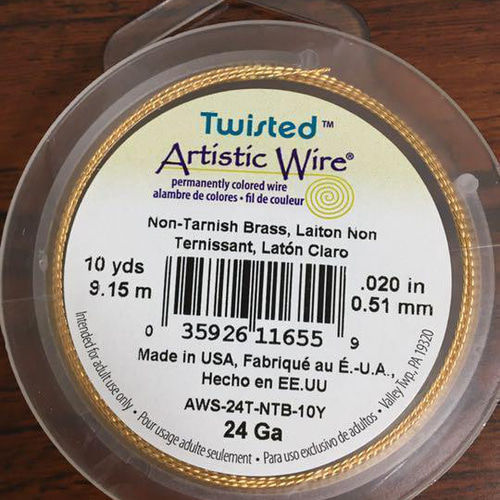 Twisted™
Artistic Wire®
permanently colored wire
alambre de colores • fil de couleur
Non-Tarnish Brass, Laiton Non
Ternissant, Latón Claro
10 yds
9.15 m
.020 in
0.51 mm
0 35926 11655 9
Made in USA, Fabriqué au É.-U.A.,
Hecho en EE.UU
AWS-24T-NTB-10Y
24 Ga
Intended for adult use only. • Pour usage adulte seulement • Para uso exclusivo de adultos • Valley Twp, PA 19320